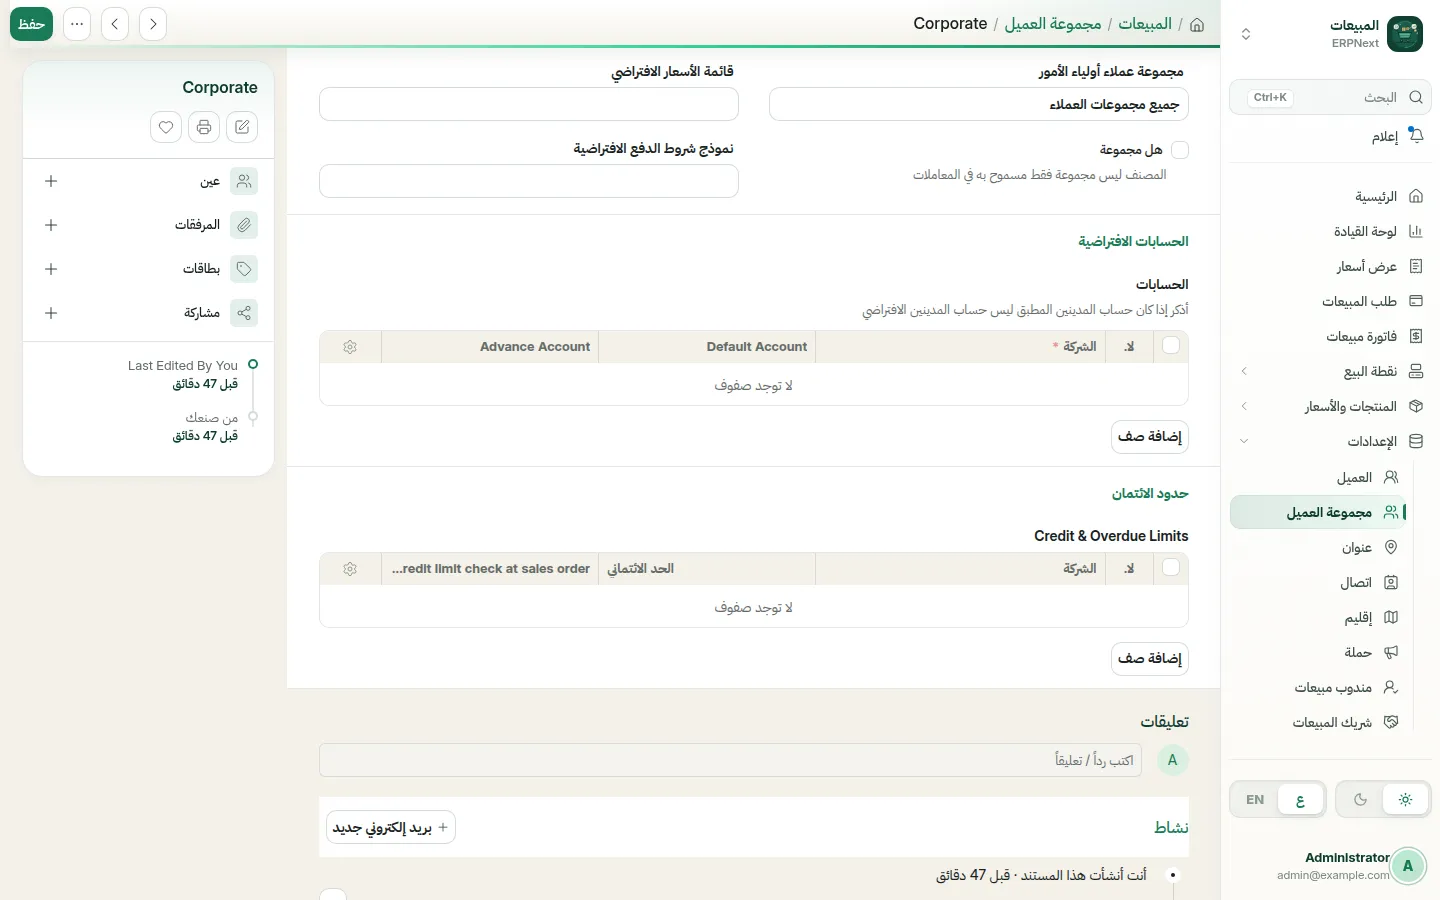 المبيعات
ERPNext
البحث
Ctrl+K
إعلام
الرئيسية
لوحة القيادة
عرض أسعار
طلب المبيعات
فاتورة مبيعات
نقطة البيع
المنتجات والأسعار
الإعدادات
العميل
مجموعة العميل
عنوان
اتصال
إقليم
حملة
مندوب مبيعات
شريك المبيعات
ع
EN
Administrator
A
admin@example.com
المبيعات / مجموعة العميل / Corporate
حفظ
مجموعة عملاء أولياء الأمور
جميع مجموعات العملاء
قائمة الأسعار الافتراضي
هل مجموعة
المصنف ليس مجموعة فقط مسموح به في المعاملات
نموذج شروط الدفع الافتراضية
الحسابات الافتراضية
الحسابات
أذكر إذا كان حساب المدينين المطبق ليس حساب المدينين الافتراضي
لا.
الشركة *
Default Account
Advance Account
لا توجد صفوف
إضافة صف
حدود الائتمان
Credit & Overdue Limits
لا.
الشركة
الحد الائتماني
...redit limit check at sales order
لا توجد صفوف
إضافة صف
تعليقات
A
اكتب رداً / تعليقاً
نشاط
+ بريد إلكتروني جديد
أنت أنشأت هذا المستند · قبل 47 دقائق
Corporate
عين
المرفقات
بطاقات
مشاركة
Last Edited By You
قبل 47 دقائق
من صنعك
قبل 47 دقائق